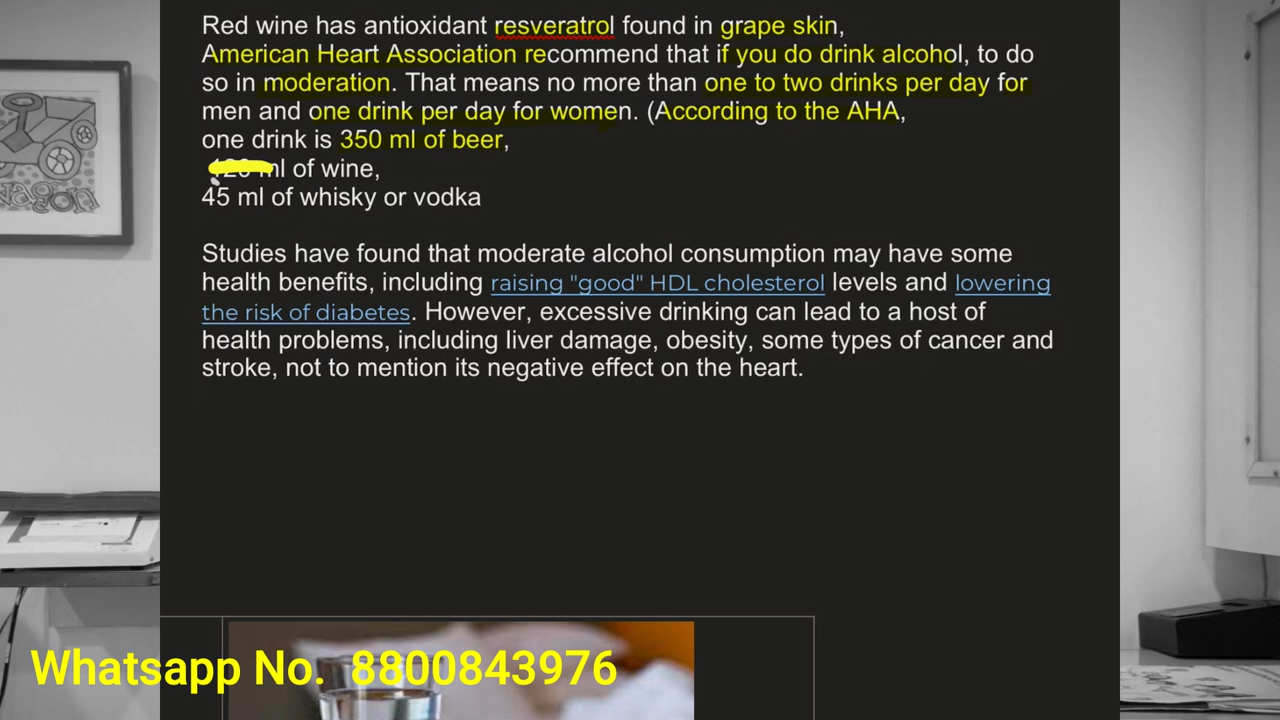 Red wine has antioxidant resveratrol found in grape skin,
American Heart Association recommend that if you do drink alcohol, to do
so in moderation. That means no more than one to two drinks per day for
men and one drink per day for women. (According to the AHA,
one drink is 350 ml of beer,
ml of wine,
45 ml of whisky or vodka
Studies have found that moderate alcohol consumption may have some
health benefits, including raising "good" HDL cholesterol levels and lowering
the risk of diabetes. However, excessive drinking can lead to a host of
health problems, including liver damage, obesity, some types of cancer and
stroke, not to mention its negative effect on the heart.
Whatsapp No. 8800843976